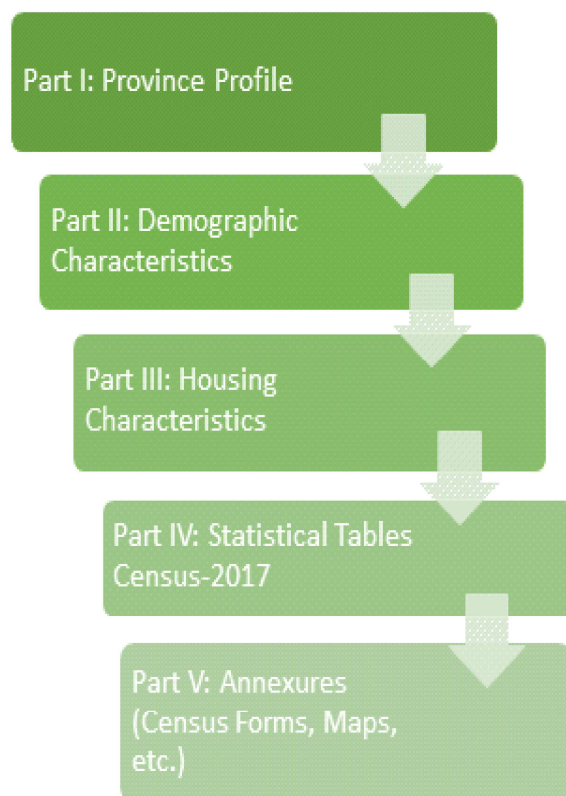 Part I: Province Profile
Part II: Demographic
Characteristics
Part III: Housing
Characteristics
Part IV: Statistical Tables
Census-2017
Part V: Annexures
(Census Forms, Maps,
etc.)